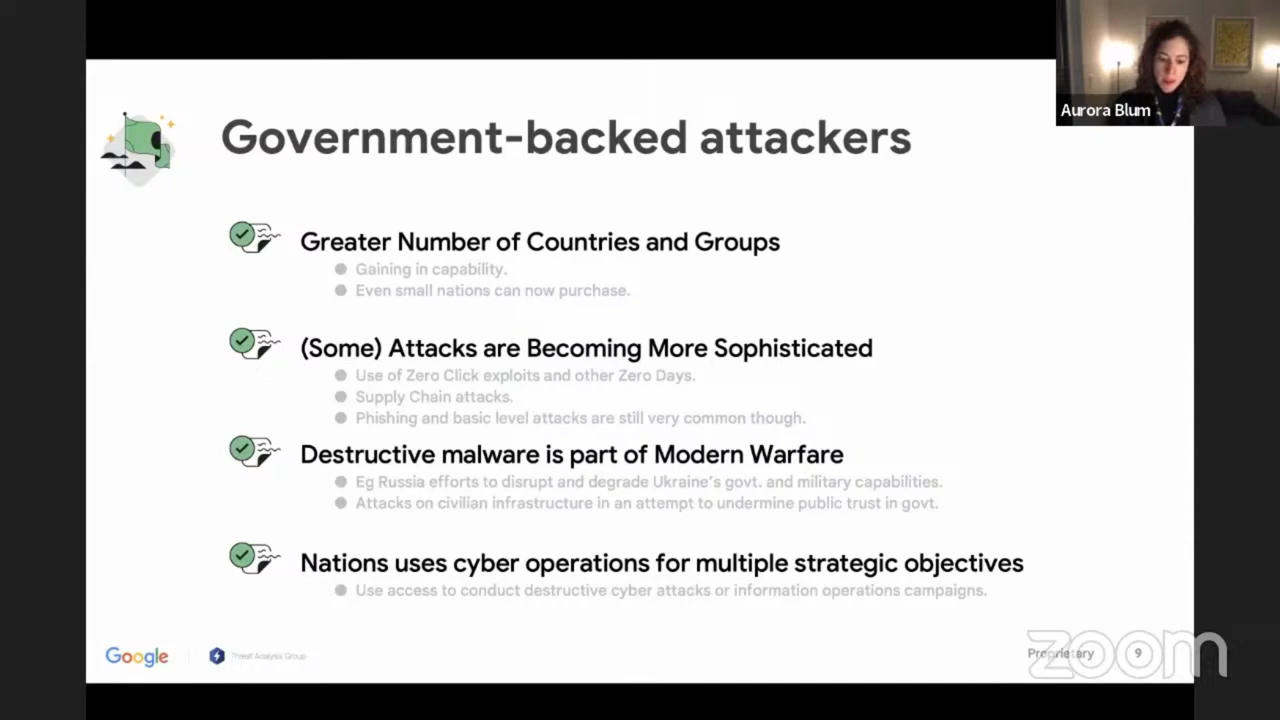 Aurora Blum
Government-backed attackers
Greater Number of Countries and Groups
Gaining in capability.
Even small nations can now purchase.
(Some) Attacks are Becoming More Sophisticated
Use of Zero Click exploits and other Zero Days.
Supply Chain attacks.
Phishing and basic level attacks are still very common though.
Destructive malware is part of Modern Warfare
Eg Russia efforts to disrupt and degrade Ukraine's govt. and military capabilities.
Attacks on civilian infrastructure in an attempt to undermine public trust in govt.
Nations uses cyber operations for multiple strategic objectives
Use access to conduct destructive cyber attacks or information operations campaigns.
Google
Threat Analysis Group
Proprietary
9
zoom